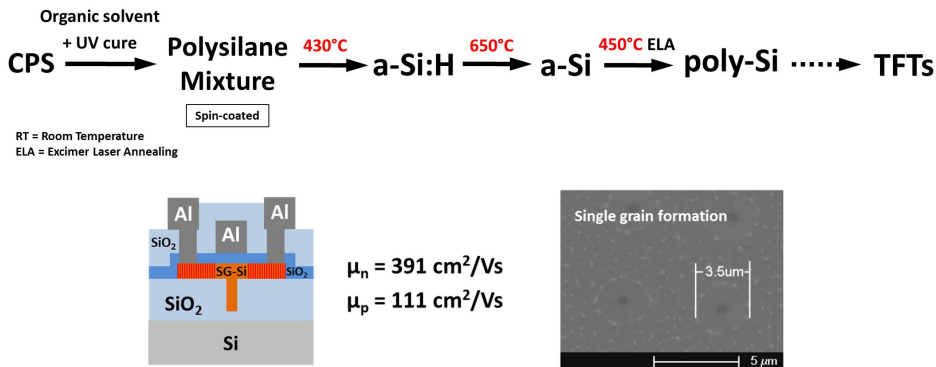 Organic solvent
+ UV cure
CPS
Polysilane
Mixture
Spin-coated
430°C
a-Si:H
650°C
a-Si
450°C ELA
poly-Si
TFTs
RT = Room Temperature
ELA = Excimer Laser Annealing
Al
Al
Al
SiO₂
SG-Si
SiO₂
SiO₂
Si
μₙ = 391 cm²/Vs
μₚ = 111 cm²/Vs
Single grain formation
3.5um
5 μm